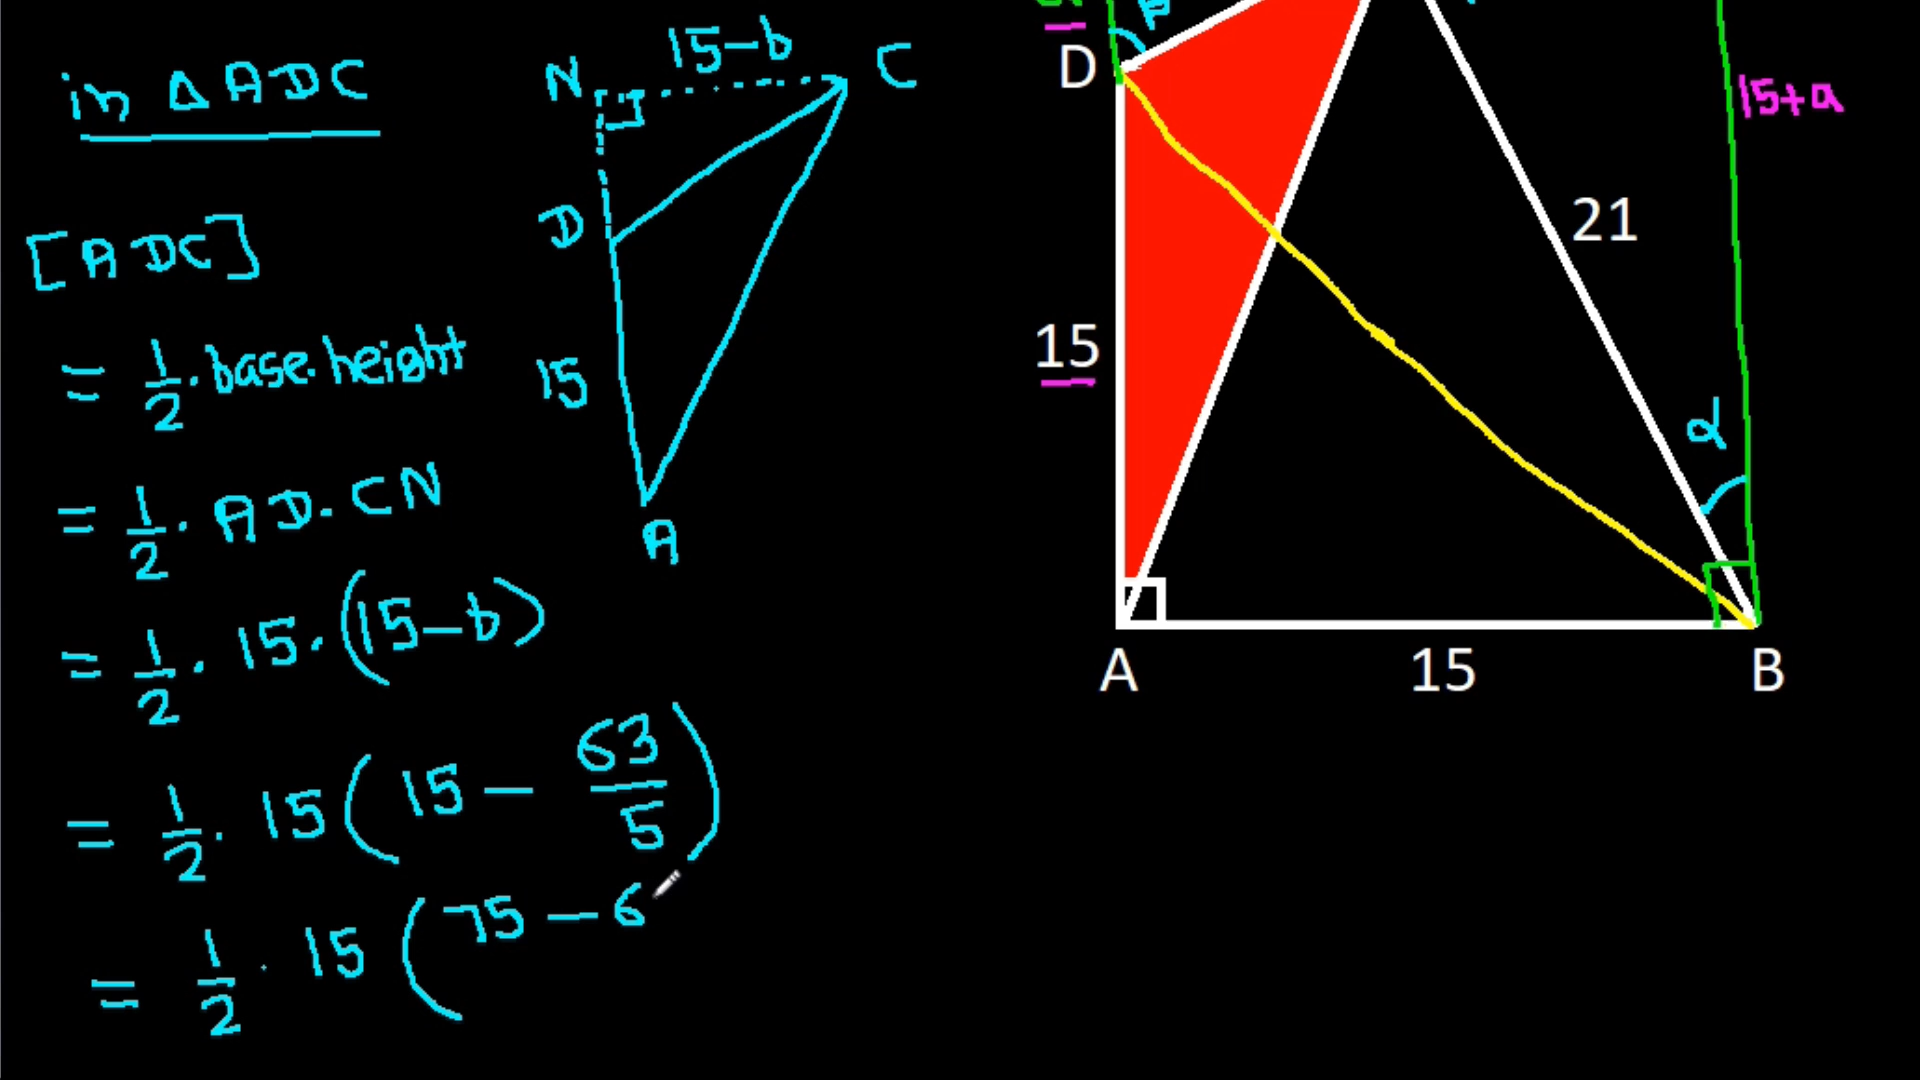 in Δ ADC
[ADC]
= 1/2 . base . height
= 1/2 . AD . CN
= 1/2 . 15 . (15-b)
= 1/2 . 15 (15 - 63/5)
= 1/2 . 15 (75 - 6
N
15-b
C
D
15
A
D
β
15+a
21
15
α
A
15
B